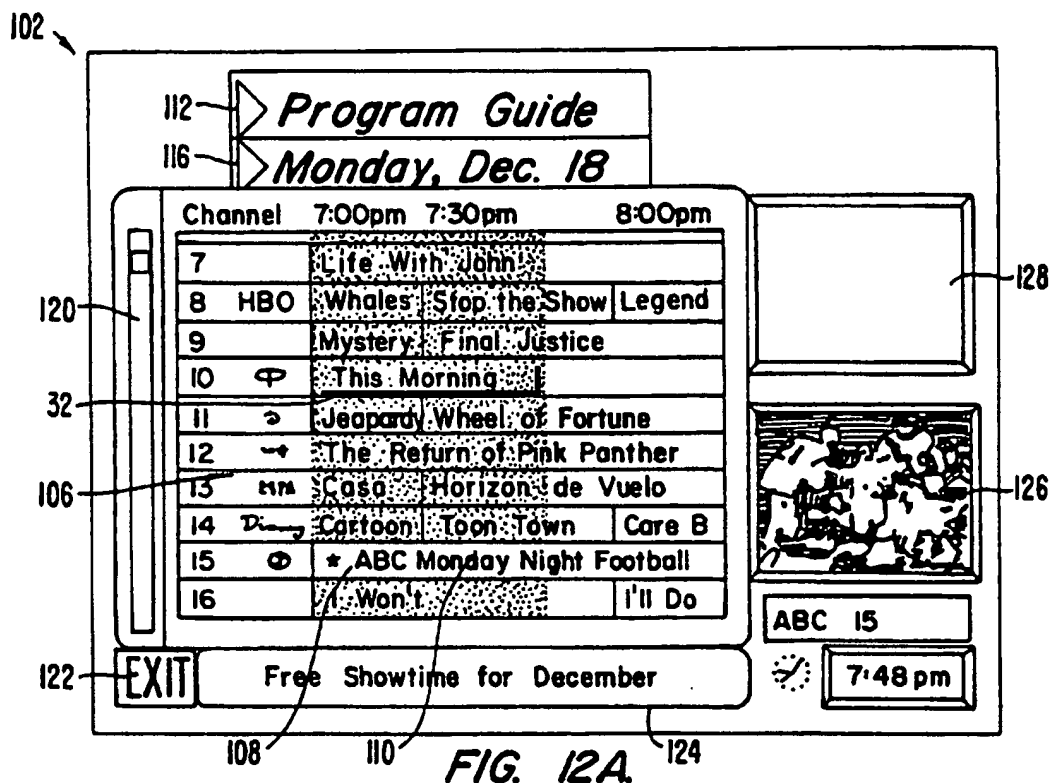 102
112 Program Guide
116 Monday, Dec. 18
Channel 7:00pm 7:30pm 8:00pm
7 Life With John
8 HBO Whales Stop the Show Legend
9 Mystery Final Justice
10 This Morning
11 Jeapardy Wheel of Fortune
12 The Return of Pink Panther
13 Casa Horizon de Vuelo
14 Disney Cartoon Toon Town Care B
15 * ABC Monday Night Football
16 I Won't I'll Do
120
32
106
128
126
ABC 15
7:48pm
122 EXIT Free Showtime for December
108 110 124
FIG. 12A.